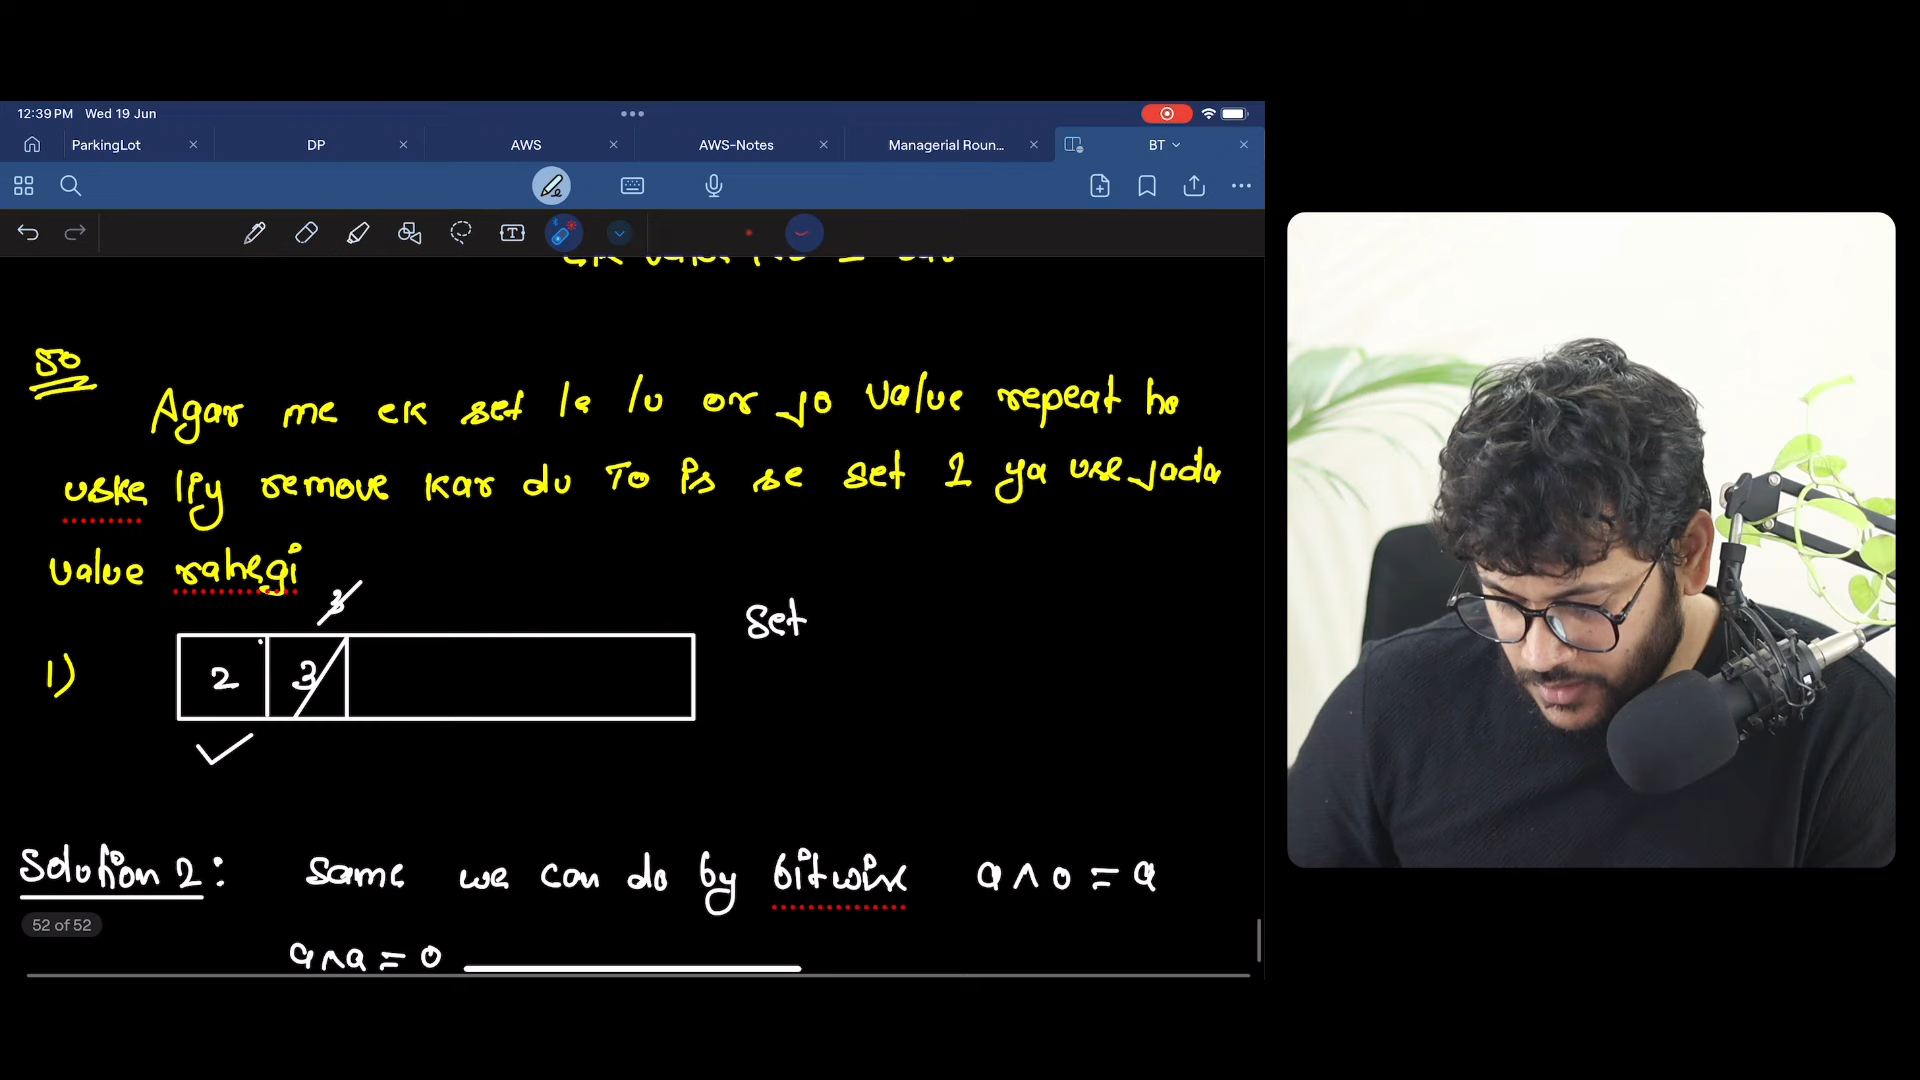 12:39 PM Wed 19 Jun
ParkingLot
DP
AWS
AWS-Notes
Managerial Roun...
BT
So
Agar me ek set le lu or jo value repeat ho
uske liy remove kar du To is se set 1 ya use jada
value rahegi
3
1)
2
3
Set
Solution 2: Same we can do by bitwise a ^ 0 = a
52 of 52
a ^ a = 0